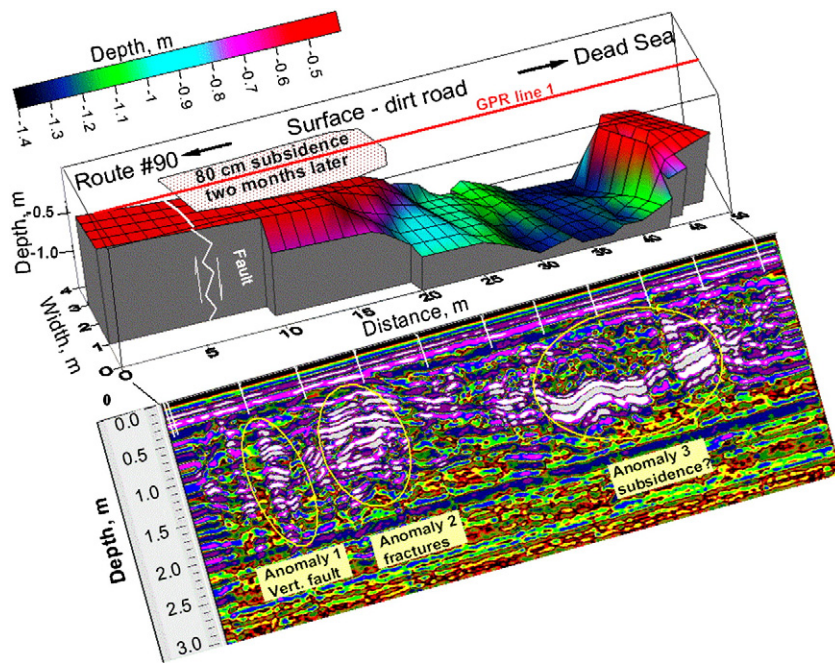 Depth, m
-1.4
-1.3
-1.2
-1.1
-1
-0.9
-0.8
-0.7
-0.6
-0.5
Dead Sea
GPR line 1
Surface - dirt road
Route #90
80 cm subsidence
two months later
Depth, m
-0.5
-1.0
Fault
Width, m
4
3
2
1
0
0
5
10
15
20
25
30
35
40
45
Distance, m
0
Depth, m
0.0
0.5
1.0
1.5
2.0
2.5
3.0
Anomaly 1
Vert. fault
Anomaly 2
fractures
Anomaly 3
subsidence?